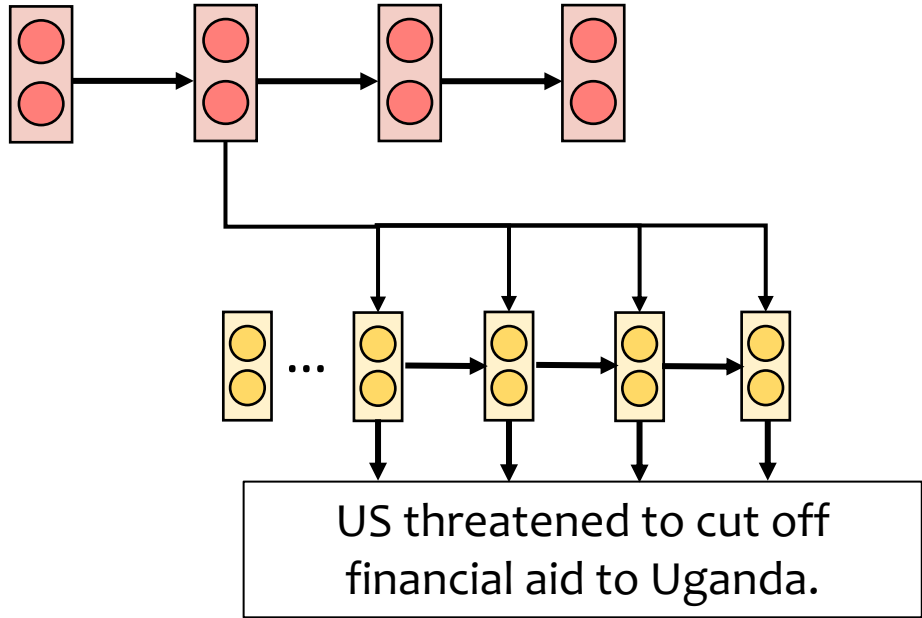 ...
US threatened to cut off
financial aid to Uganda.